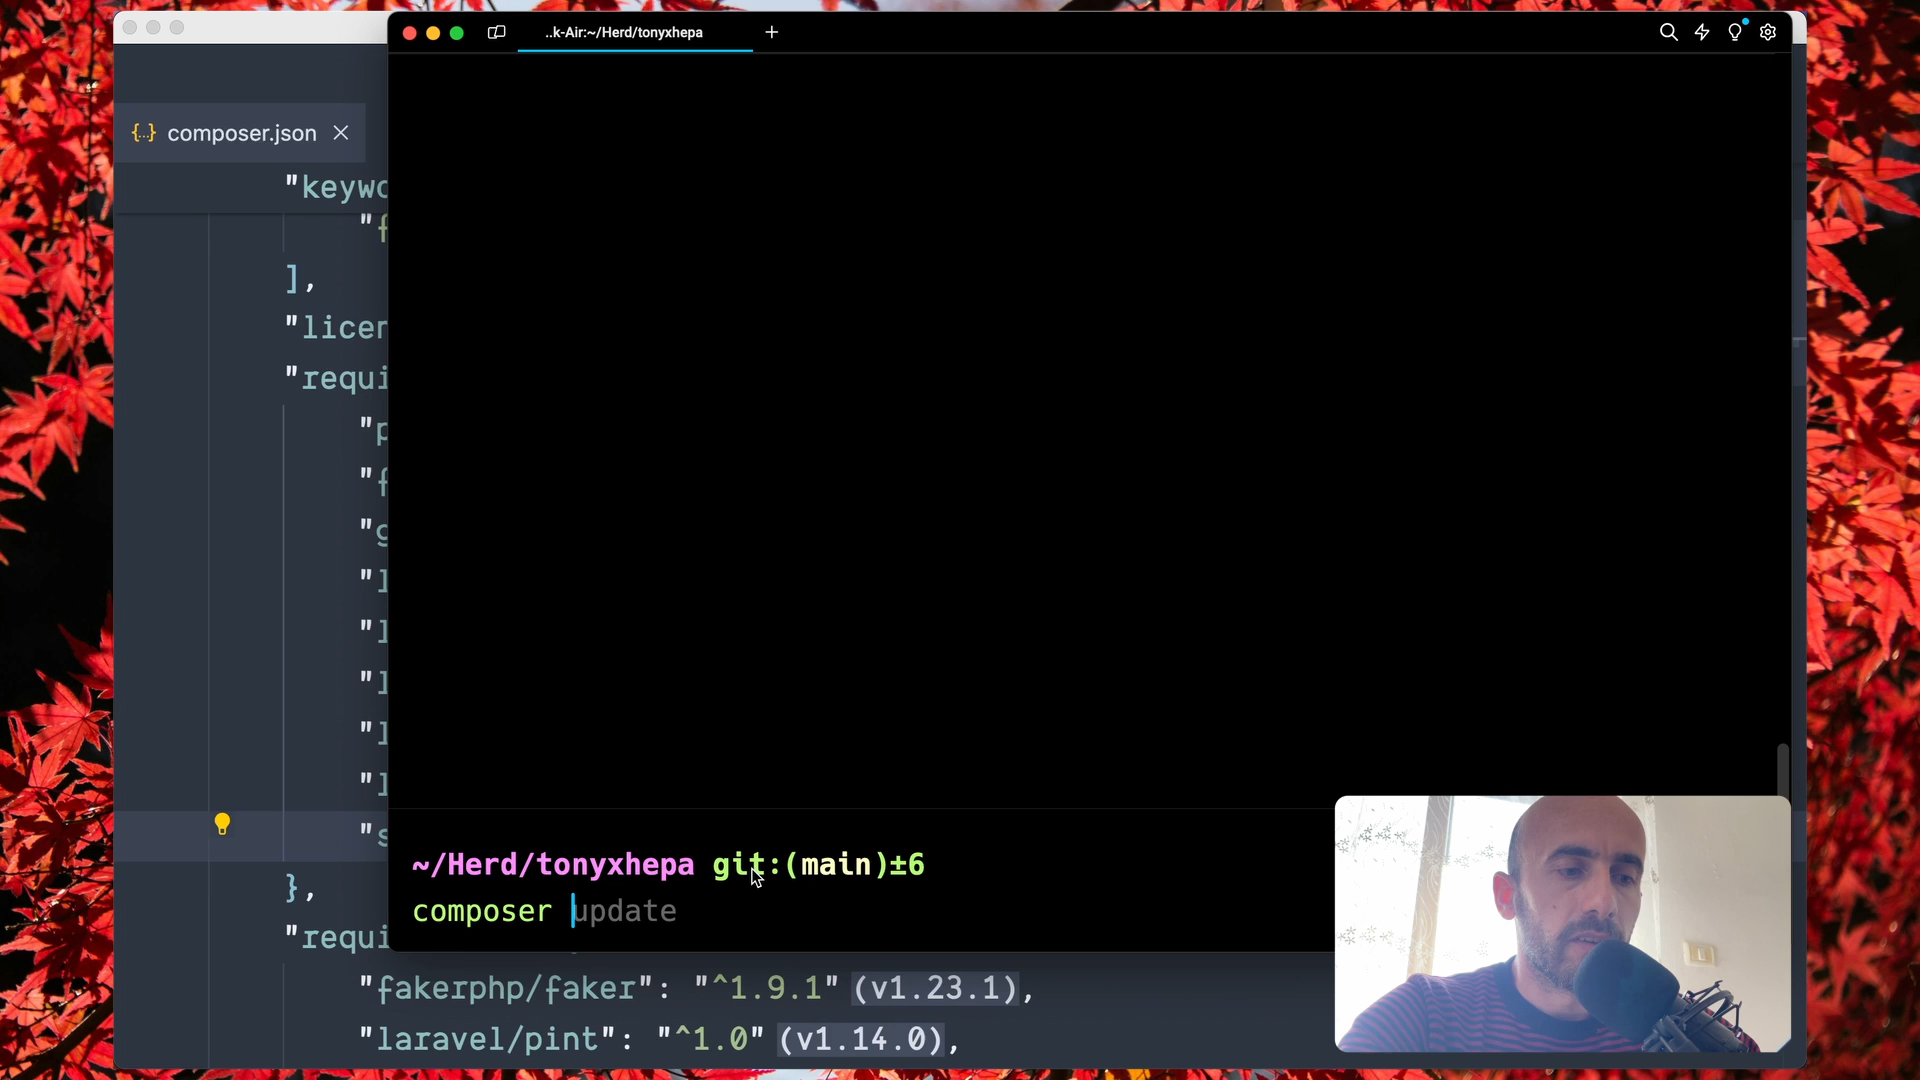 ..k-Air:~/Herd/tonyxhepa
{..} composer.json
"keywo
"f
],
"licen
"requi
"p
"f
"g
"l
"l
"l
"l
"l
"s
},
"requi
~/Herd/tonyxhepa git:(main)±6
composer update
"fakerphp/faker": "^1.9.1" (v1.23.1),
"laravel/pint": "^1.0" (v1.14.0),